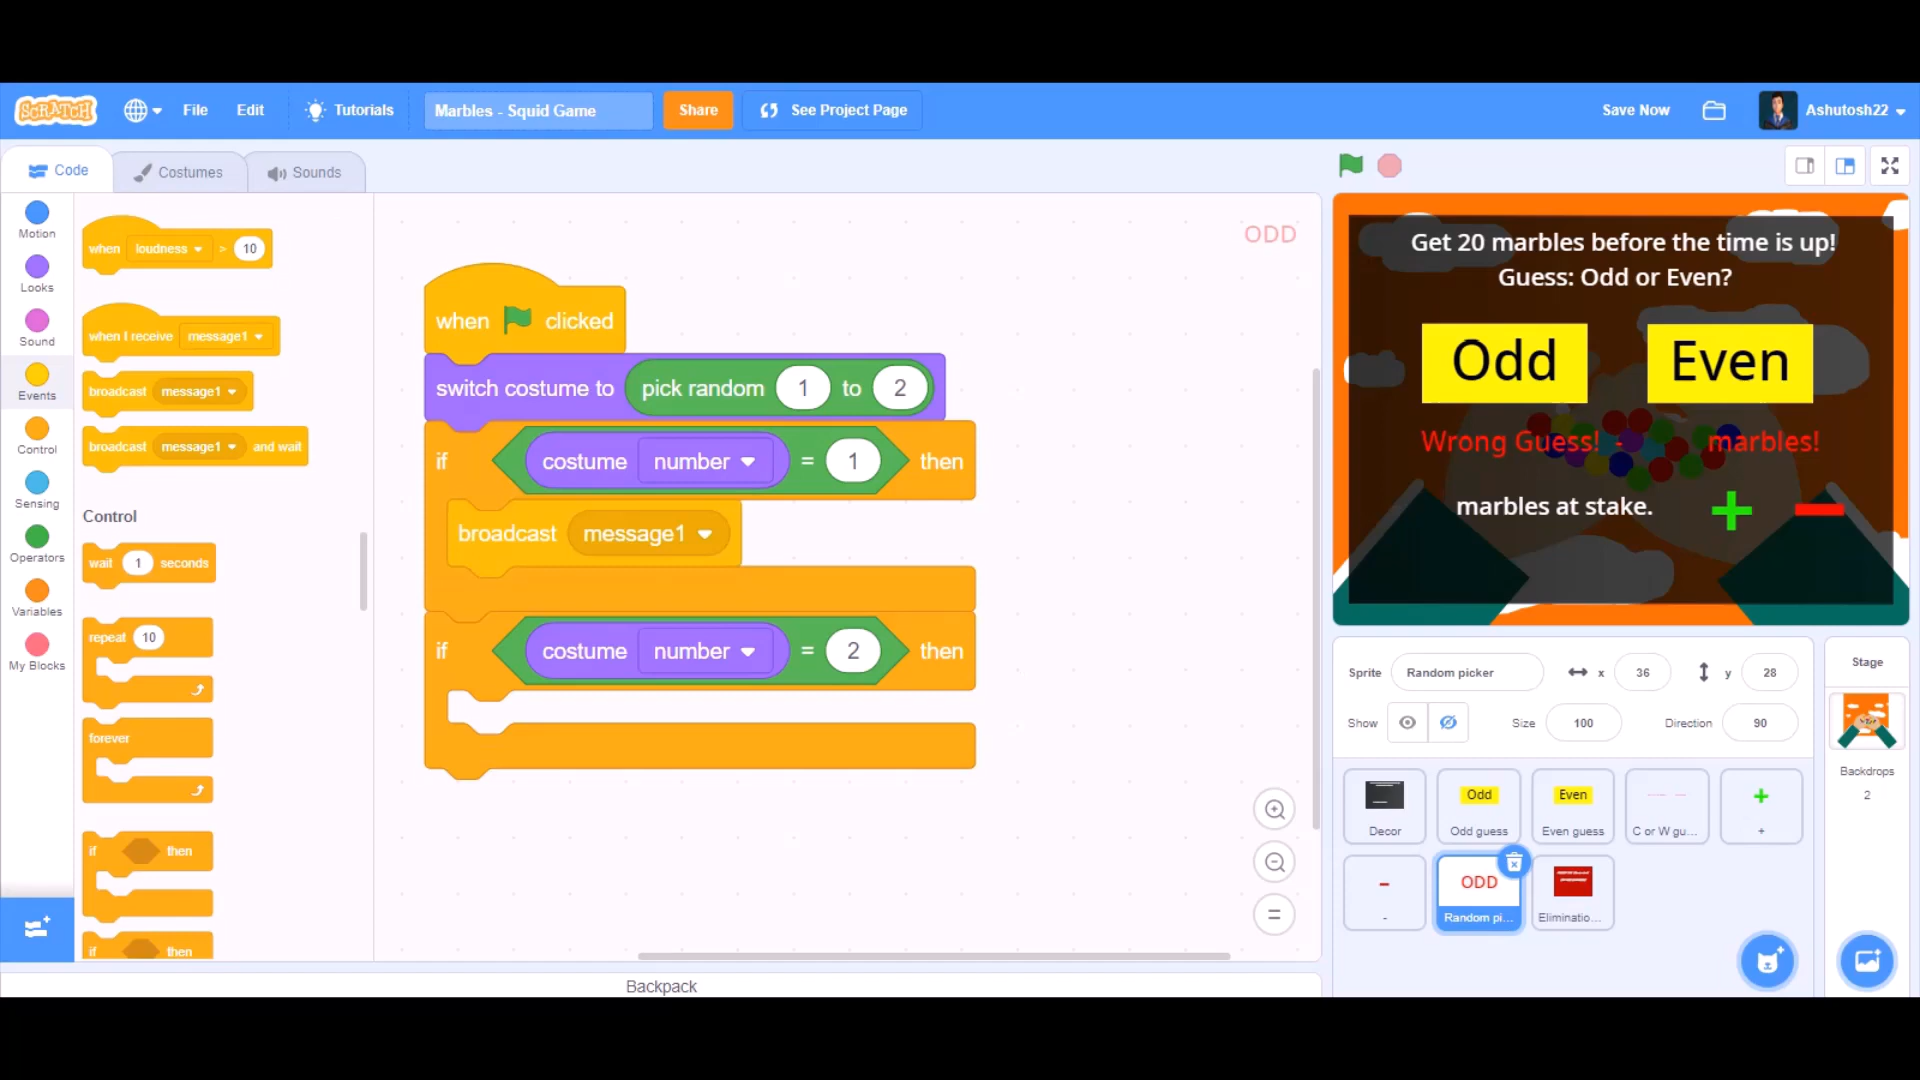 SCRATCH File Edit Tutorials Marbles - Squid Game Share See Project Page Save Now Ashutosh22
Code Costumes Sounds
Motion
Looks
Sound
Events
Control
Sensing
Operators
Variables
My Blocks
when loudness > 10
when I receive message1
broadcast message1
broadcast message1 and wait
Control
wait 1 seconds
repeat 10
forever
if then
if then
ODD
when clicked
switch costume to pick random 1 to 2
if costume number = 1 then
broadcast message1
if costume number = 2 then
Backpack
Get 20 marbles before the time is up!
Guess: Odd or Even?
Odd Even
Wrong Guess! - marbles!
marbles at stake. + -
Sprite Random picker x 36 y 28
Show Size 100 Direction 90
Odd Even +
Decor Odd guess Even guess C or W gu... +
- ODD
- Random pi... Eliminatio...
Stage
Backdrops
2